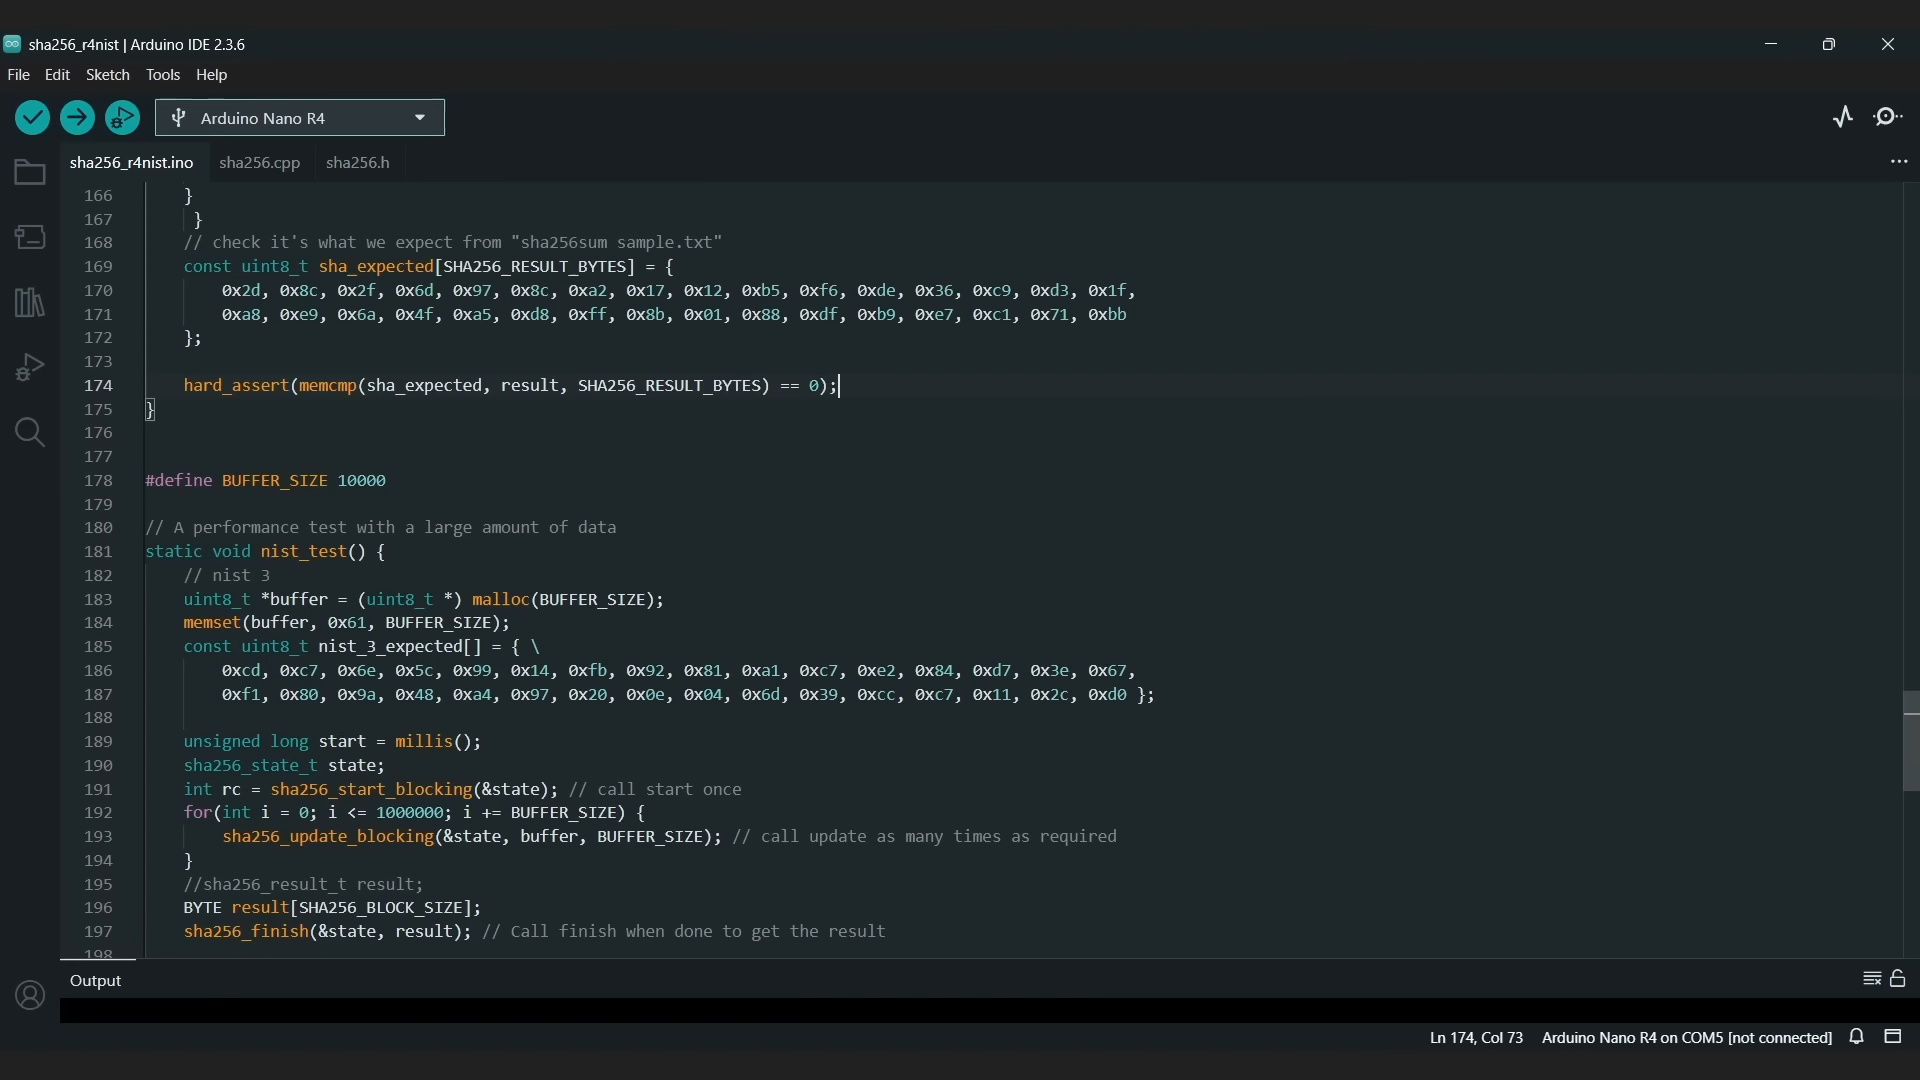 sha256_r4nist | Arduino IDE 2.3.6
File Edit Sketch Tools Help
Arduino Nano R4
sha256_r4nist.ino sha256.cpp sha256.h
166 }
167 }
168 // check it's what we expect from "sha256sum sample.txt"
169 const uint8_t sha_expected[SHA256_RESULT_BYTES] = {
170 0x2d, 0x8c, 0x2f, 0x6d, 0x97, 0x8c, 0xa2, 0x17, 0x12, 0xb5, 0xf6, 0xde, 0x36, 0xc9, 0xd3, 0x1f,
171 0xa8, 0xe9, 0x6a, 0x4f, 0xa5, 0xd8, 0xff, 0x8b, 0x01, 0x88, 0xdf, 0xb9, 0xe7, 0xc1, 0x71, 0xbb
172 };
173
174 hard_assert(memcmp(sha_expected, result, SHA256_RESULT_BYTES) == 0);
175 }
176
177
178 #define BUFFER_SIZE 10000
179
180 // A performance test with a large amount of data
181 static void nist_test() {
182 // nist 3
183 uint8_t *buffer = (uint8_t *) malloc(BUFFER_SIZE);
184 memset(buffer, 0x61, BUFFER_SIZE);
185 const uint8_t nist_3_expected[] = { \
186 0xcd, 0xc7, 0x6e, 0x5c, 0x99, 0x14, 0xfb, 0x92, 0x81, 0xa1, 0xc7, 0xe2, 0x84, 0xd7, 0x3e, 0x67,
187 0xf1, 0x80, 0x9a, 0x48, 0xa4, 0x97, 0x20, 0x0e, 0x04, 0x6d, 0x39, 0xcc, 0xc7, 0x11, 0x2c, 0xd0 };
188
189 unsigned long start = millis();
190 sha256_state_t state;
191 int rc = sha256_start_blocking(&state); // call start once
192 for(int i = 0; i <= 1000000; i += BUFFER_SIZE) {
193 sha256_update_blocking(&state, buffer, BUFFER_SIZE); // call update as many times as required
194 }
195 //sha256_result_t result;
196 BYTE result[SHA256_BLOCK_SIZE];
197 sha256_finish(&state, result); // Call finish when done to get the result
198
Output
Ln 174, Col 73 Arduino Nano R4 on COM5 [not connected]